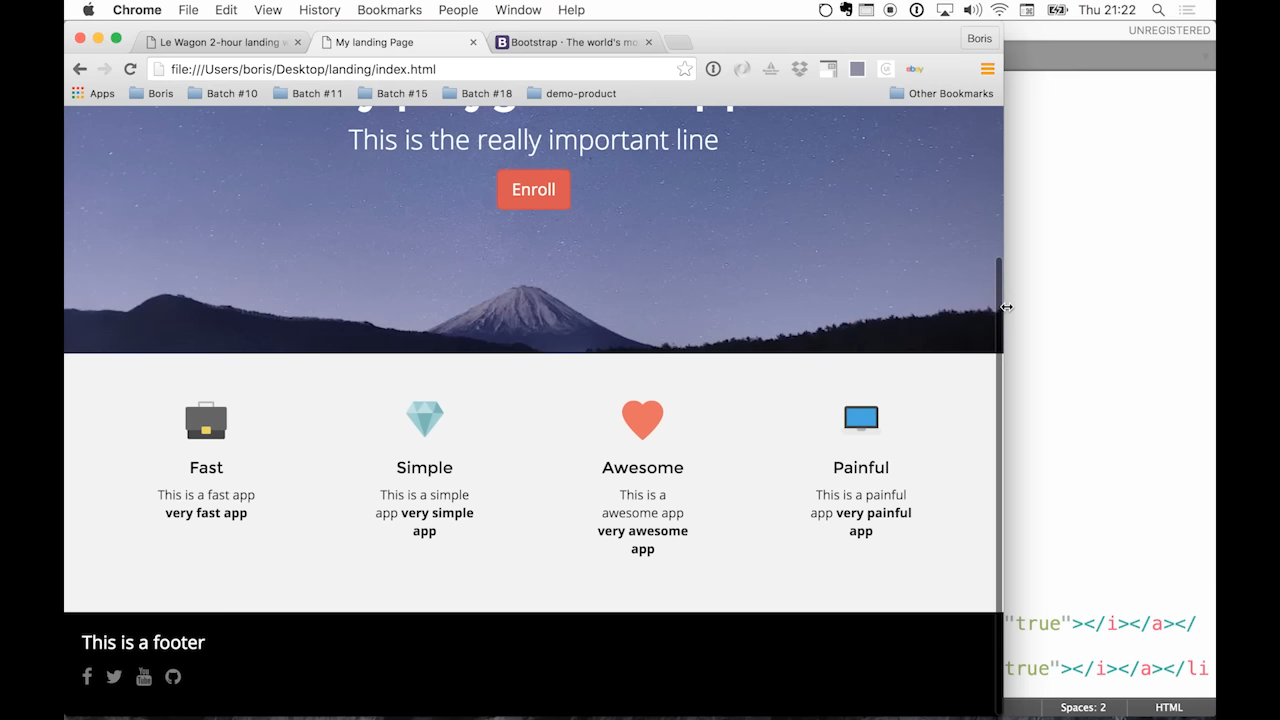 Chrome File Edit View History Bookmarks People Window Help Thu 21:22
UNREGISTERED
Le Wagon 2-hour landing w My landing Page Bootstrap · The world's mo Boris
file:///Users/boris/Desktop/landing/index.html ebay
Apps Boris Batch #10 Batch #11 Batch #15 Batch #18 demo-product Other Bookmarks
This is the really important line
Enroll
Fast Simple Awesome Painful
This is a fast app This is a simple This is a This is a painful
very fast app app very simple awesome app app very painful
app very awesome app
app
This is a footer
"true"></i></a></
true"></i></a></li
Spaces: 2 HTML